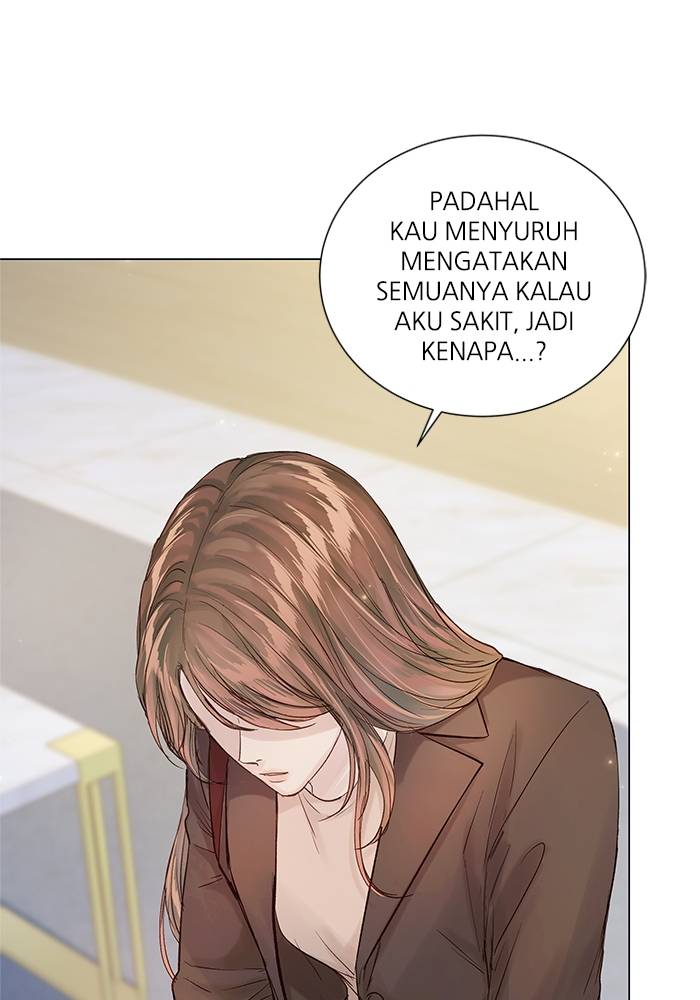 PADAHAL
KAU MENYURUH
MENGATAKAN
SEMUANYA KALAU
AKU SAKIT, JADI
KENAPA...?